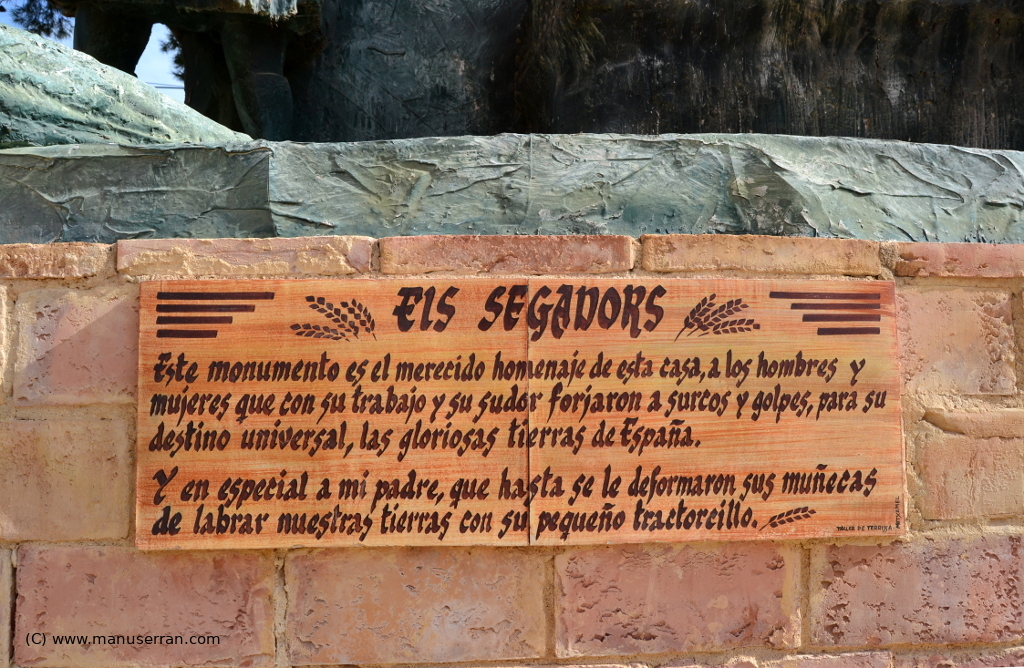 ELS SEGADORS
Este monumento es el merecido homenaje de esta casa, a los hombres y
mujeres que con su trabajo y su sudor forjaron a surcos y golpes, para su
destino universal, las gloriosas tierras de España.
Y en especial a mi padre, que hasta se le deformaron sus muñecas
de labrar nuestras tierras con su pequeño tractorcillo.
TALLER DE TERRISA
(C) www.manuserran.com